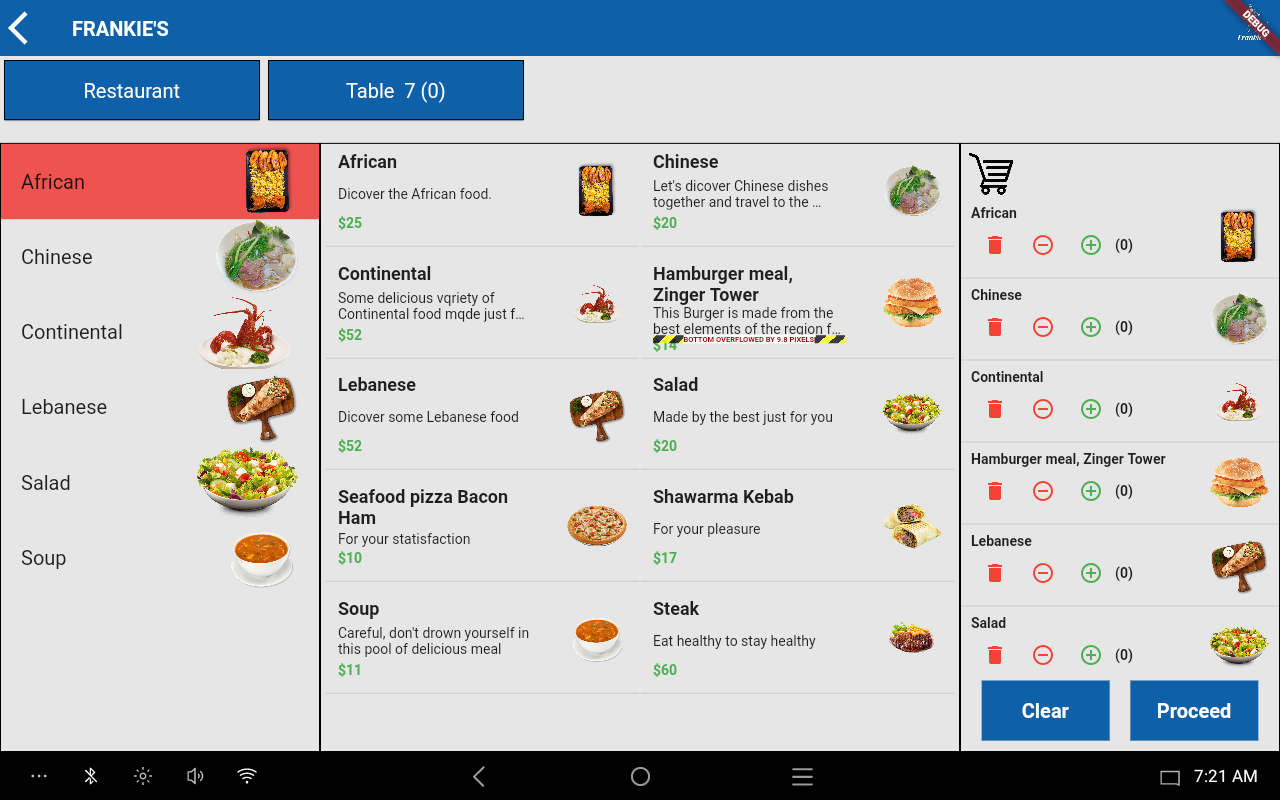 FRANKIE'S
DEBUG
Restaurant
Table 7 (0)
African
Chinese
Continental
Lebanese
Salad
Soup
African
Dicover the African food.
$25
Chinese
Let's dicover Chinese dishes
together and travel to the ...
$20
Continental
Some delicious vqriety of
Continental food mqde just f...
$52
Hamburger meal,
Zinger Tower
This Burger is made from the
best elements of the region f...
BOTTOM OVERFLOWED BY 9.8 PIXELS
$14
Lebanese
Dicover some Lebanese food
$52
Salad
Made by the best just for you
$20
Seafood pizza Bacon
Ham
For your statisfaction
$10
Shawarma Kebab
For your pleasure
$17
Soup
Careful, don't drown yourself in
this pool of delicious meal
$11
Steak
Eat healthy to stay healthy
$60
African
(0)
Chinese
(0)
Continental
(0)
Hamburger meal, Zinger Tower
(0)
Lebanese
(0)
Salad
(0)
Clear
Proceed
7:21 AM